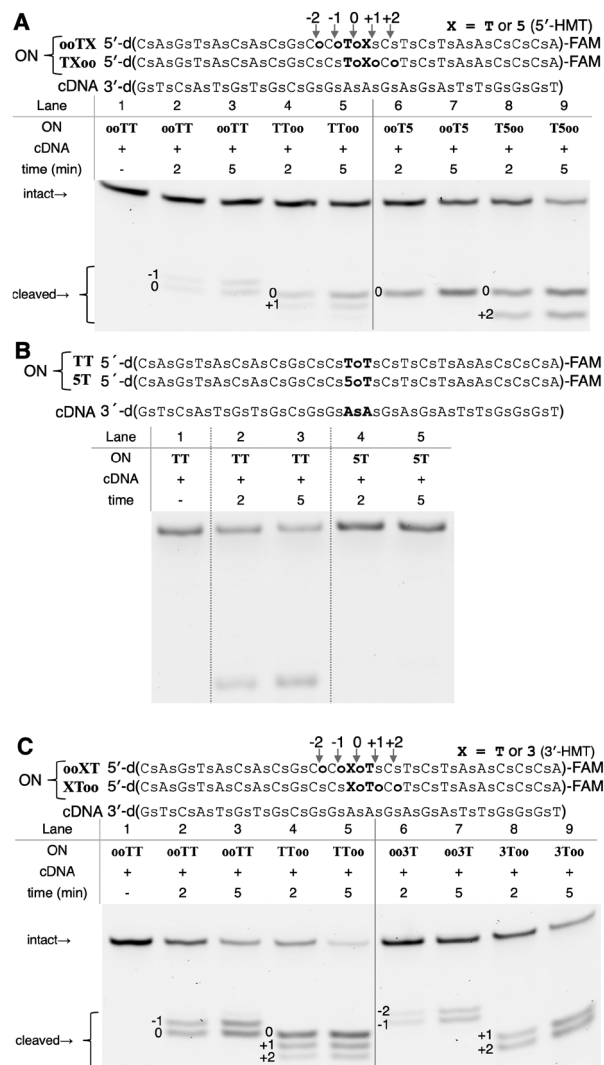 A
-2 -1 0 +1 +2
X = T or 5 (5′-HMT)
ON
ooTX 5′-d(CsAsGsTsAsCsAsCsGsCoCoToXsCsTsCsTsAsAsCsCsCsA)-FAM
TXoo 5′-d(CsAsGsTsAsCsAsCsGsCsCsToXoCoTsCsTsAsAsCsCsCsA)-FAM
cDNA 3′-d(GsTsCsAsTsGsTsGsCsGsGsAsAsGsAsGsAsTsTsGsGsGsT)
Lane 1 2 3 4 5 6 7 8 9
ON ooTT ooTT ooTT TToo TToo ooT5 ooT5 T5oo T5oo
cDNA + + + + + + + + +
time (min) - 2 5 2 5 2 5 2 5
intact→
-1
0 0 0 0
+1
cleaved→
+2
B
ON
TT 5´-d(CsAsGsTsAsCsAsCsGsCsCsToTsCsTsCsTsAsAsCsCsCsA)-FAM
5T 5´-d(CsAsGsTsAsCsAsCsGsCsCs5oTsCsTsCsTsAsAsCsCsCsA)-FAM
cDNA 3´-d(GsTsCsAsTsGsTsGsCsGsGsAsAsGsAsGsAsTsTsGsGsGsT)
Lane 1 2 3 4 5
ON TT TT TT 5T 5T
cDNA + + + + +
time - 2 5 2 5
C
-2 -1 0 +1 +2
X = T or 3 (3′-HMT)
ON
ooXT 5′-d(CsAsGsTsAsCsAsCsGsCoCoXoTsCsTsCsTsAsAsCsCsCsA)-FAM
XToo 5′-d(CsAsGsTsAsCsAsCsGsCsCsXoToCoTsCsTsAsAsCsCsCsA)-FAM
cDNA 3′-d(GsTsCsAsTsGsTsGsCsGsGsAsAsGsAsGsAsTsTsGsGsGsT)
Lane 1 2 3 4 5 6 7 8 9
ON ooTT ooTT ooTT TToo TToo oo3T oo3T 3Too 3Too
cDNA + + + + + + + + +
time (min) - 2 5 2 5 2 5 2 5
intact→
-2
-1 -1
0 0
+1 +1
cleaved→
+2 +2